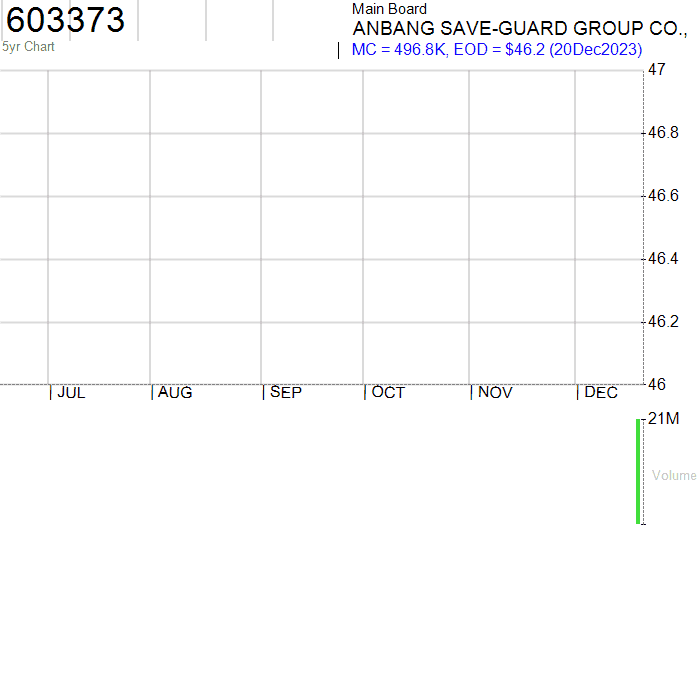 603373
Main Board
ANBANG SAVE-GUARD GROUP CO.,
5yr Chart
MC = 496.8K, EOD = $46.2 (20Dec2023)
47
46.8
46.6
46.4
46.2
46
JUL AUG SEP OCT NOV DEC
21M
Volume